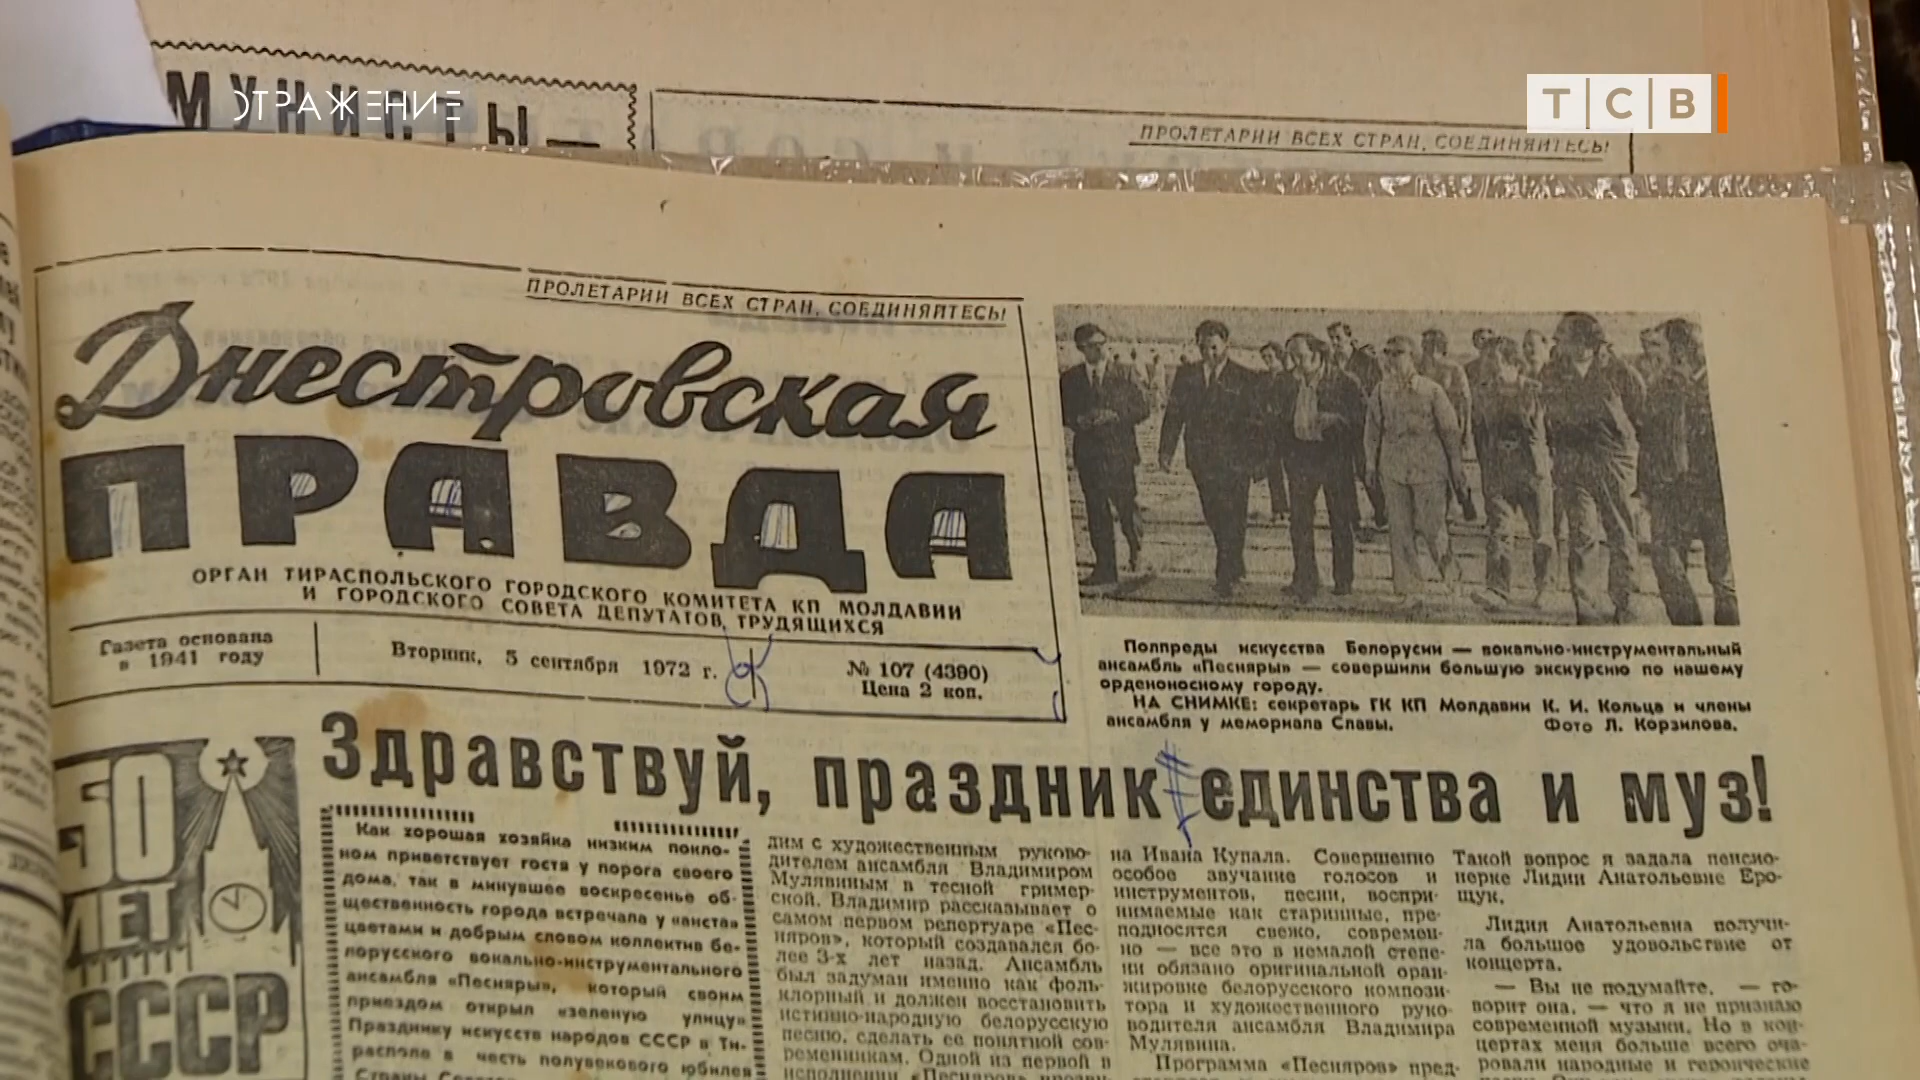 ОТРАЖЕНИЕ
ТСВ
МУНИСТЫ —
ПРОЛЕТАРИИ ВСЕХ СТРАН, СОЕДИНЯЙТЕСЬ!
ПРОЛЕТАРИИ ВСЕХ СТРАН, СОЕДИНЯЙТЕСЬ!
Днестровская
ПРАВДА
ОРГАН ТИРАСПОЛЬСКОГО ГОРОДСКОГО КОМИТЕТА КП МОЛДАВИИ
И ГОРОДСКОГО СОВЕТА ДЕПУТАТОВ ТРУДЯЩИХСЯ
Газета основана
в 1941 году
Вторник, 5 сентября 1972 г.
№ 107 (4390)
Цена 2 коп.
Полпреды искусства Белоруссии — вокально-инструментальный
ансамбль «Песняры» — совершили большую экскурсию по нашему
орденоносному городу.
НА СНИМКЕ: секретарь ГК КП Молдавии К. И. Кольца и члены
ансамбля у мемориала Славы. Фото Л. Корзилова.
50
ЛЕТ
СССР
Здравствуй, праздник единства и муз!
Как хорошая хозяйка низким покло-
ном приветствует гостя у порога своего
дома, так в минувшее воскресенье об-
щественность города встречала у «аиста»
цветами и добрым словом коллектив бе-
лорусского вокально-инструментального
ансамбля «Песняры», который своим
приездом открыл «зеленую улицу»
Празднику искусств народов СССР в Ти-
располе в честь полувекового юбилея
Страны
дим с художественным руково-
дителем ансамбля Владимиром
Мулявиным в тесной гример-
ской. Владимир рассказывает о
самом первом репертуаре «Пес-
няров», который создавался бо-
лее 3-х лет назад. Ансамбль
был задуман именно как фоль-
клорный и должен восстановить
истинно-народную белорусскую
песню, сделать ее понятной сов-
ременникам. Одной из первой в
исполнении «Песняров»
на Ивана Купала. Совершенно
особое звучание голосов и
инструментов, песни, воспри-
нимаемые как старинные, пре-
подносятся свежо, современ-
но — все это в немалой степе-
ни обязано оригинальной оран-
жировке белорусского компози-
тора и художественного руко-
водителя ансамбля Владимира
Мулявина.
Программа «Песняров» пред-
Такой вопрос я задала пенсио-
нерке Лидии Анатольевне Еро-
щук.
Лидия Анатольевна получи-
ла большое удовольствие от
концерта.
— Вы не подумайте, — го-
ворит она, — что я не признаю
современной музыки. Но в кон-
цертах меня больше всего оча-
ровали народные и героические